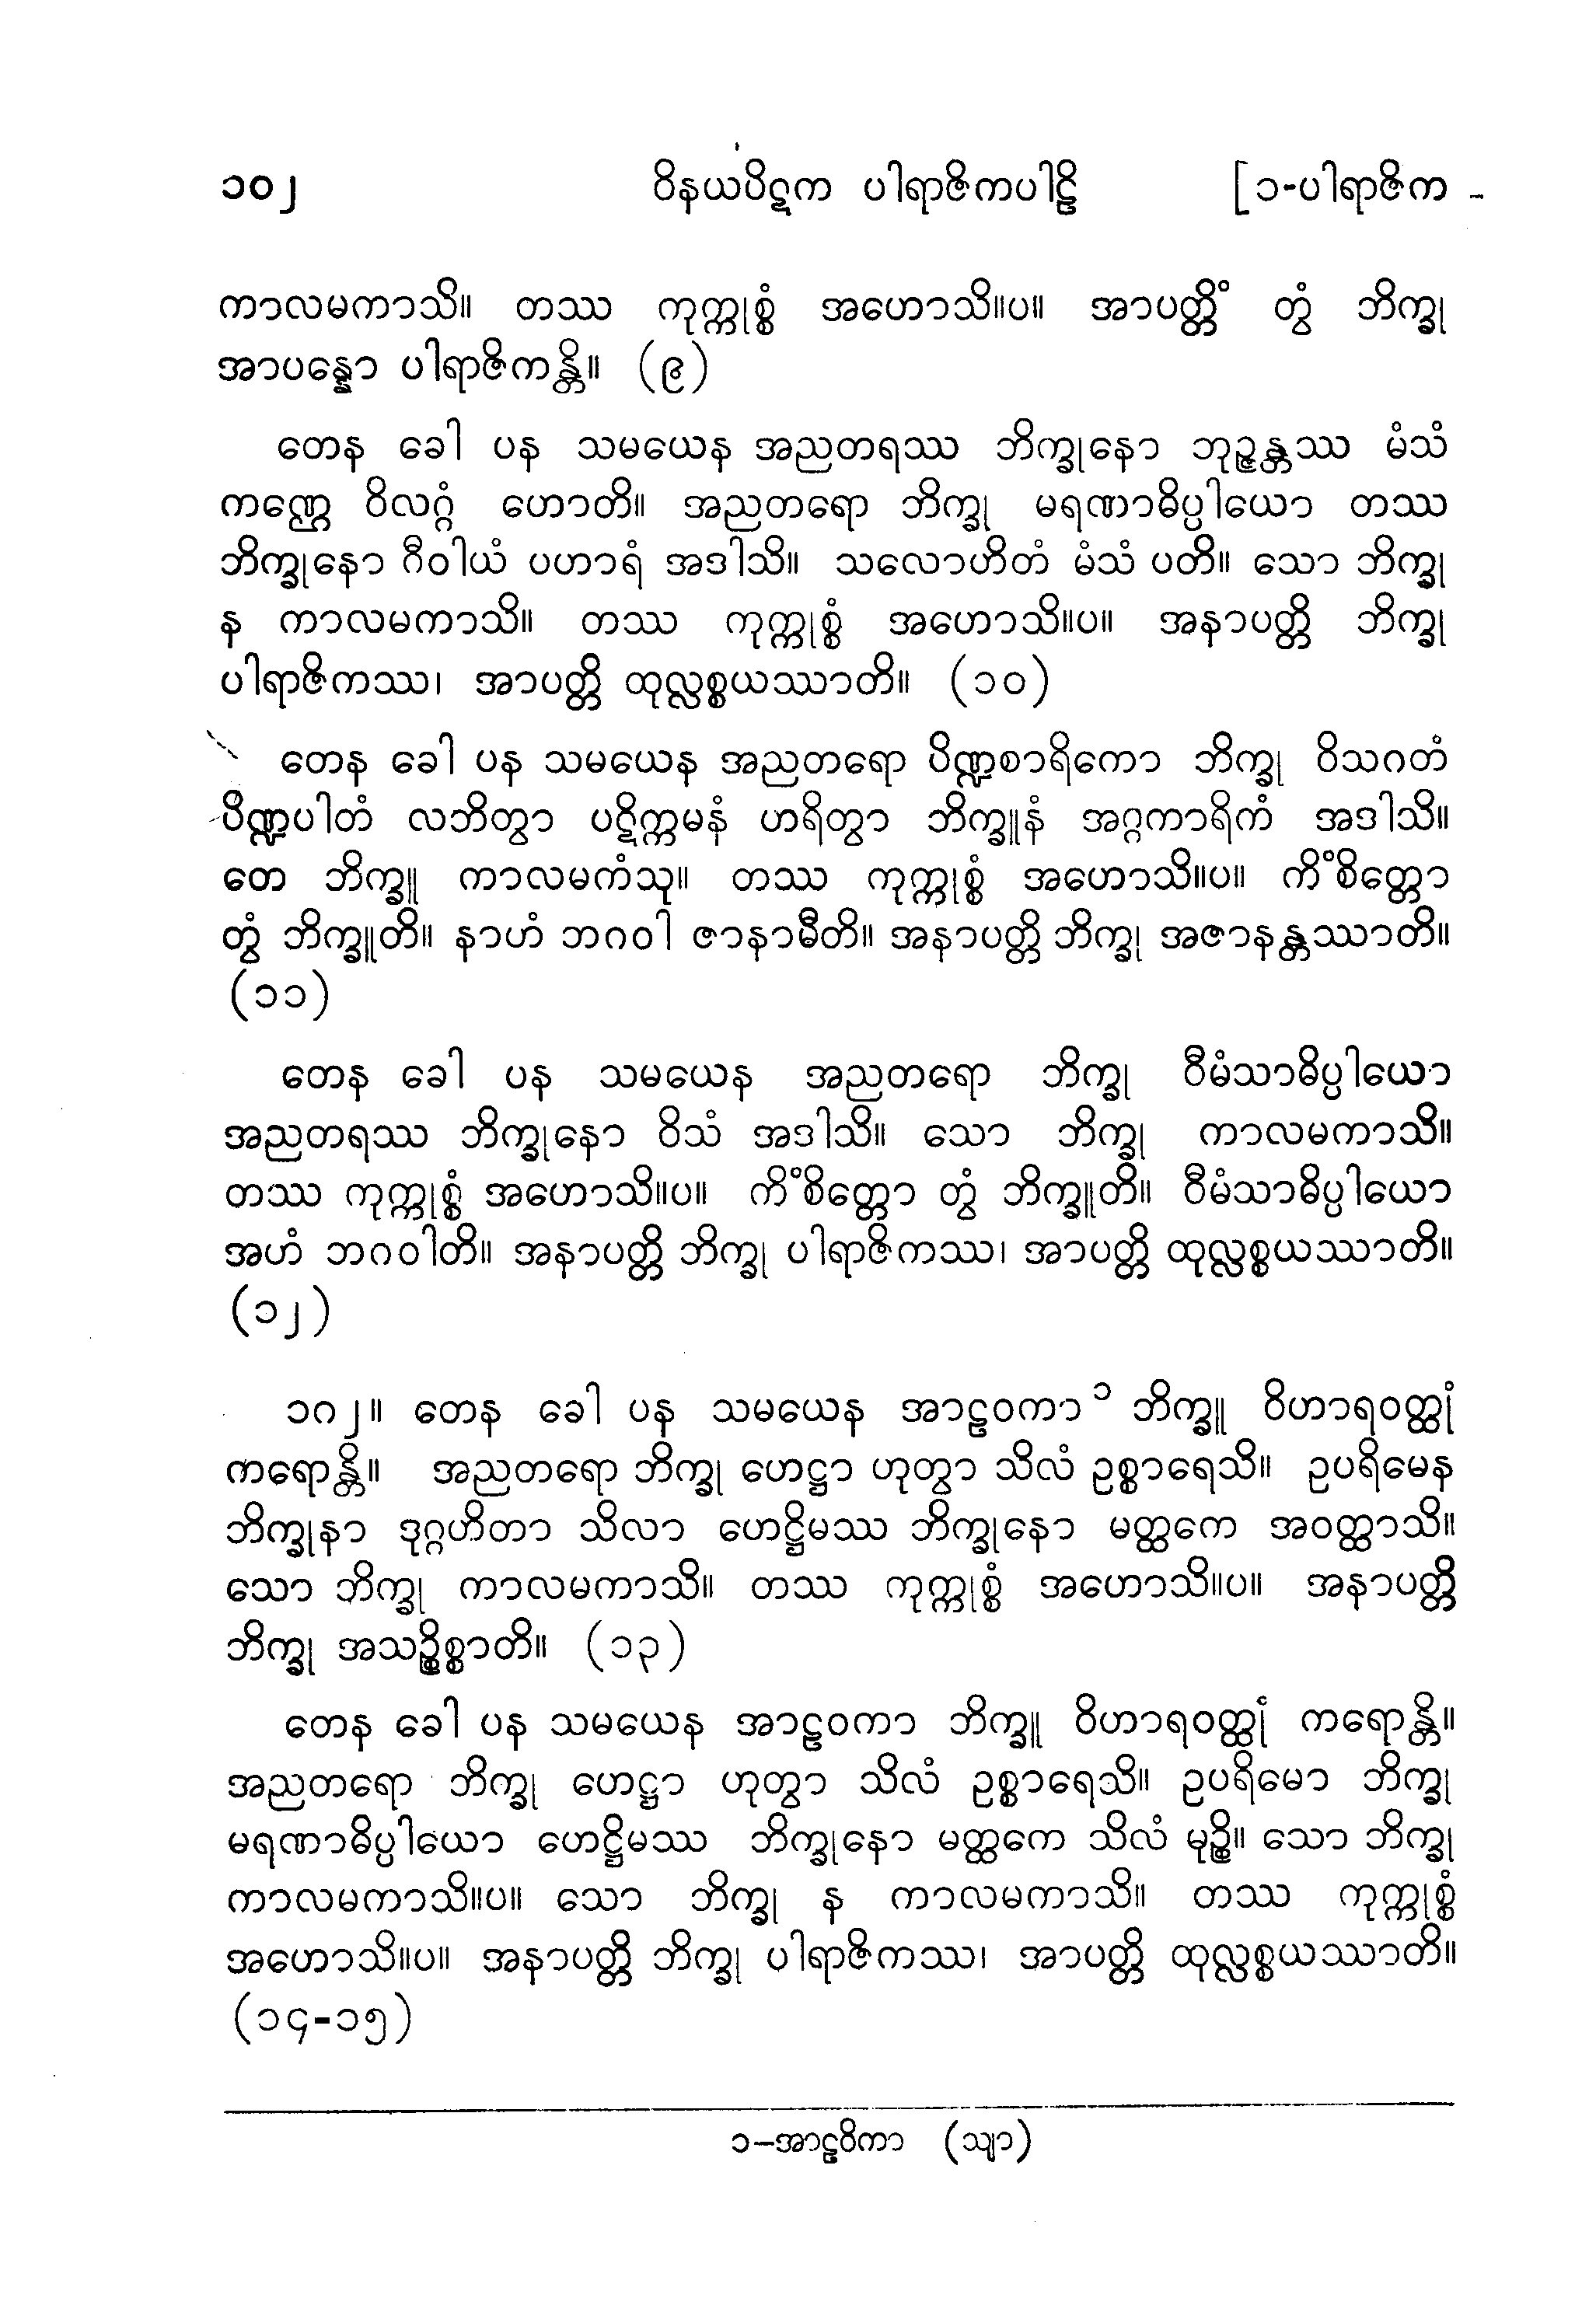 ၁၀၂ ဝိနယပိဋက ပါရာဇိကပါဠိ [၁-ပါရာဇိက -
ကာလမကာသိ။ တဿ ကုက္ကုစ္စံ အဟောသိ။ပ။ အာပတ္တိံ တွံ ဘိက္ခု
အာပန္နော ပါရာဇိကန္တိ။ (၉)
တေန ခေါ ပန သမယေန အညတရဿ ဘိက္ခုနော ဘုဉ္ဇန္တဿ မံသံ
ကဏ္ဌေ ဝိလဂ္ဂံ ဟောတိ။ အညတရော ဘိက္ခု မရဏာဓိပ္ပါယော တဿ
ဘိက္ခုနော ဂီဝါယံ ပဟာရံ အဒါသိ။ သလောဟိတံ မံသံ ပတိ။ သော ဘိက္ခု
န ကာလမကာသိ။ တဿ ကုက္ကုစ္စံ အဟောသိ။ပ။ အနာပတ္တိ ဘိက္ခု
ပါရာဇိကဿ၊ အာပတ္တိ ထုလ္လစ္စယဿာတိ။ (၁၀)
တေန ခေါ ပန သမယေန အညတရော ပိဏ္ဍစာရိကော ဘိက္ခု ဝိသဂတံ
ပိဏ္ဍပါတံ လဘိတွာ ပဋိက္ကမနံ ဟရိတွာ ဘိက္ခူနံ အဂ္ဂကာရိကံ အဒါသိ။
တေ ဘိက္ခူ ကာလမကံသု။ တဿ ကုက္ကုစ္စံ အဟောသိ။ပ။ ကိံစိတ္တော
တွံ ဘိက္ခူတိ။ နာဟံ ဘဂဝါ ဇာနာမီတိ။ အနာပတ္တိ ဘိက္ခု အဇာနန္တဿာတိ။
(၁၁)
တေန ခေါ ပန သမယေန အညတရော ဘိက္ခု ဝီမံသာဓိပ္ပါယော
အညတရဿ ဘိက္ခုနော ဝိသံ အဒါသိ။ သော ဘိက္ခု ကာလမကာသိ။
တဿ ကုက္ကုစ္စံ အဟောသိ။ပ။ ကိံစိတ္တော တွံ ဘိက္ခူတိ။ ဝီမံသာဓိပ္ပါယော
အဟံ ဘဂဝါတိ။ အနာပတ္တိ ဘိက္ခု ပါရာဇိကဿ၊ အာပတ္တိ ထုလ္လစ္စယဿာတိ။
(၁၂)
၁၈၂။ တေန ခေါ ပန သမယေန အာဠဝကာ ၁ ဘိက္ခူ ဝိဟာရဝတ္ထုံ
ကရောန္တိ။ အညတရော ဘိက္ခု ဟေဋ္ဌာ ဟုတွာ သိလံ ဥစ္စာရေသိ။ ဥပရိမေန
ဘိက္ခုနာ ဒုဂ္ဂဟိတာ သိလာ ဟေဋ္ဌိမဿ ဘိက္ခုနော မတ္ထကေ အဝတ္ထာသိ။
သော ဘိက္ခု ကာလမကာသိ။ တဿ ကုက္ကုစ္စံ အဟောသိ။ပ။ အနာပတ္တိ
ဘိက္ခု အသဉ္စိစ္စာတိ။ (၁၃)
တေန ခေါ ပန သမယေန အာဠဝကာ ဘိက္ခူ ဝိဟာရဝတ္ထုံ ကရောန္တိ။
အညတရော ဘိက္ခု ဟေဋ္ဌာ ဟုတွာ သိလံ ဥစ္စာရေသိ။ ဥပရိမော ဘိက္ခု
မရဏာဓိပ္ပါယော ဟေဋ္ဌိမဿ ဘိက္ခုနော မတ္ထကေ သိလံ မုဉ္စိ။ သော ဘိက္ခု
ကာလမကာသိ။ပ။ သော ဘိက္ခု န ကာလမကာသိ။ တဿ ကုက္ကုစ္စံ
အဟောသိ။ပ။ အနာပတ္တိ ဘိက္ခု ပါရာဇိကဿ၊ အာပတ္တိ ထုလ္လစ္စယဿာတိ။
(၁၄-၁၅)
၁–အာဠဝိကာ (သျာ)